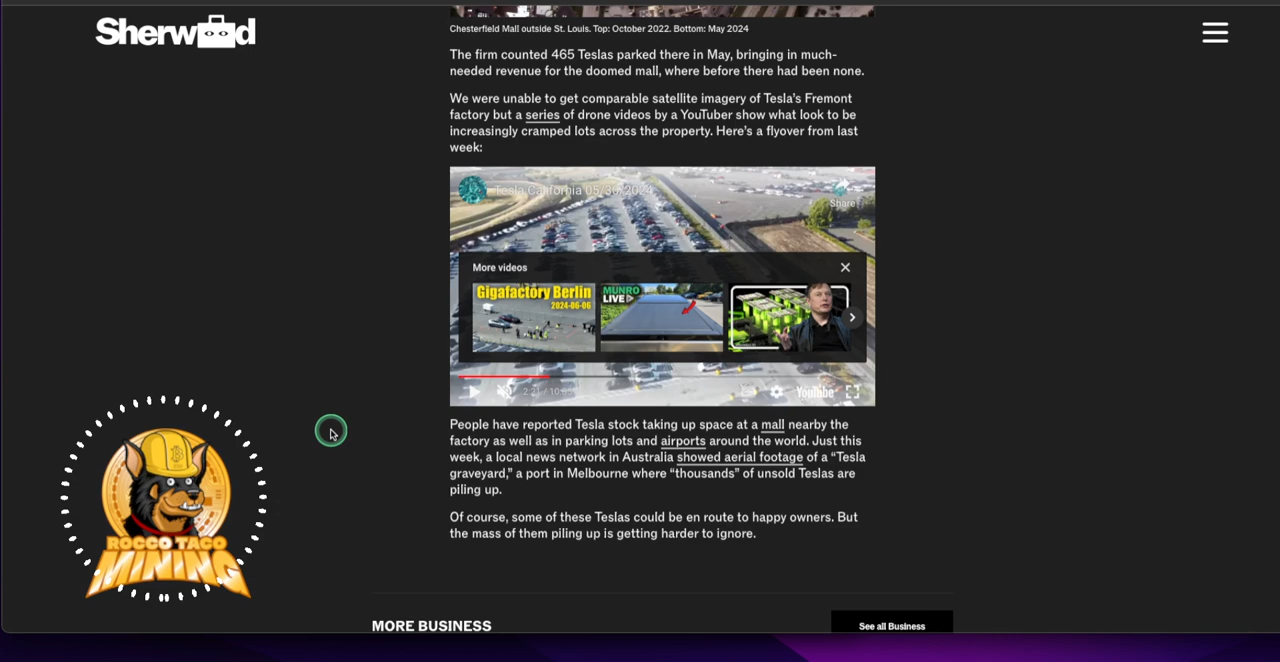 Sherwood
Chesterfield Mall outside St. Louis. Top: October 2022. Bottom: May 2024
The firm counted 465 Teslas parked there in May, bringing in much-
needed revenue for the doomed mall, where before there had been none.
We were unable to get comparable satellite imagery of Tesla's Fremont
factory but a series of drone videos by a YouTuber show what look to be
increasingly cramped lots across the property. Here's a flyover from last
week:
Tesla California 05/30/2024
Share
More videos
Gigafactory Berlin
2024-06-06
MUNRO
LIVE
YouTube
People have reported Tesla stock taking up space at a mall nearby the
factory as well as in parking lots and airports around the world. Just this
week, a local news network in Australia showed aerial footage of a “Tesla
graveyard,” a port in Melbourne where “thousands” of unsold Teslas are
piling up.
Of course, some of these Teslas could be en route to happy owners. But
the mass of them piling up is getting harder to ignore.
ROCCO TACO
MINING
MORE BUSINESS
See all Business